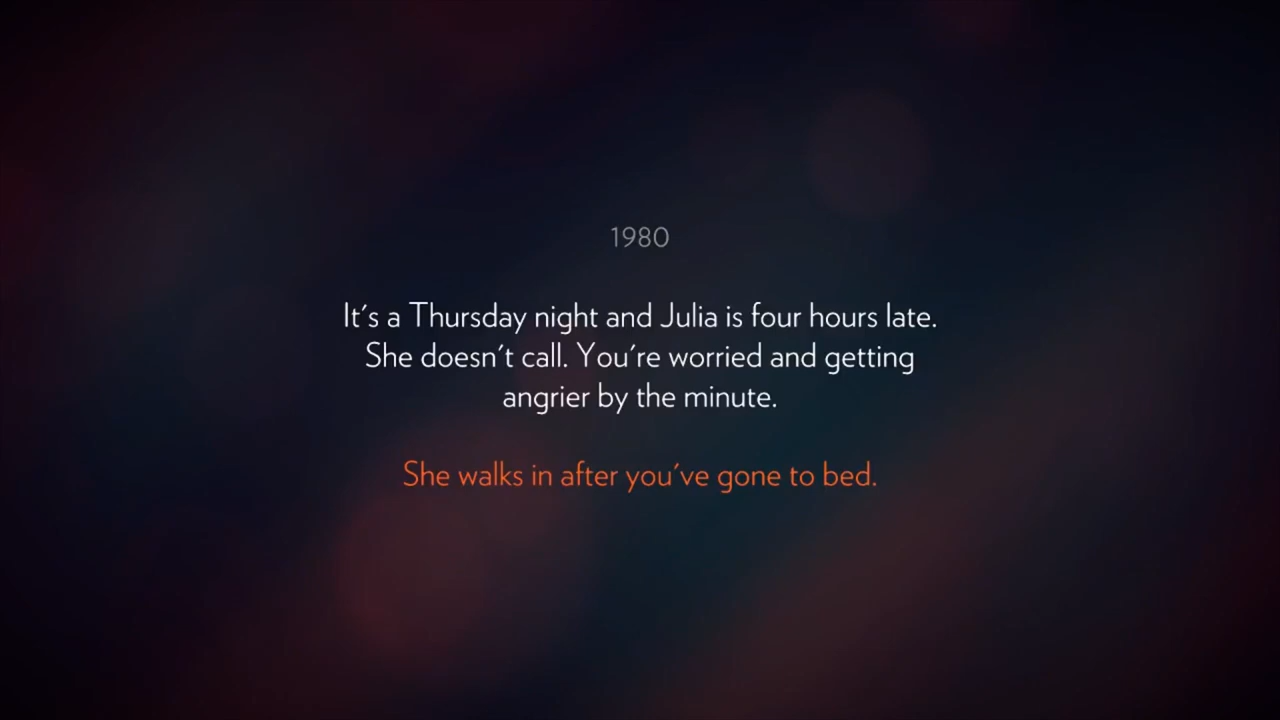 1980
It's a Thursday night and Julia is four hours late.
She doesn't call. You're worried and getting
angrier by the minute.
She walks in after you've gone to bed.